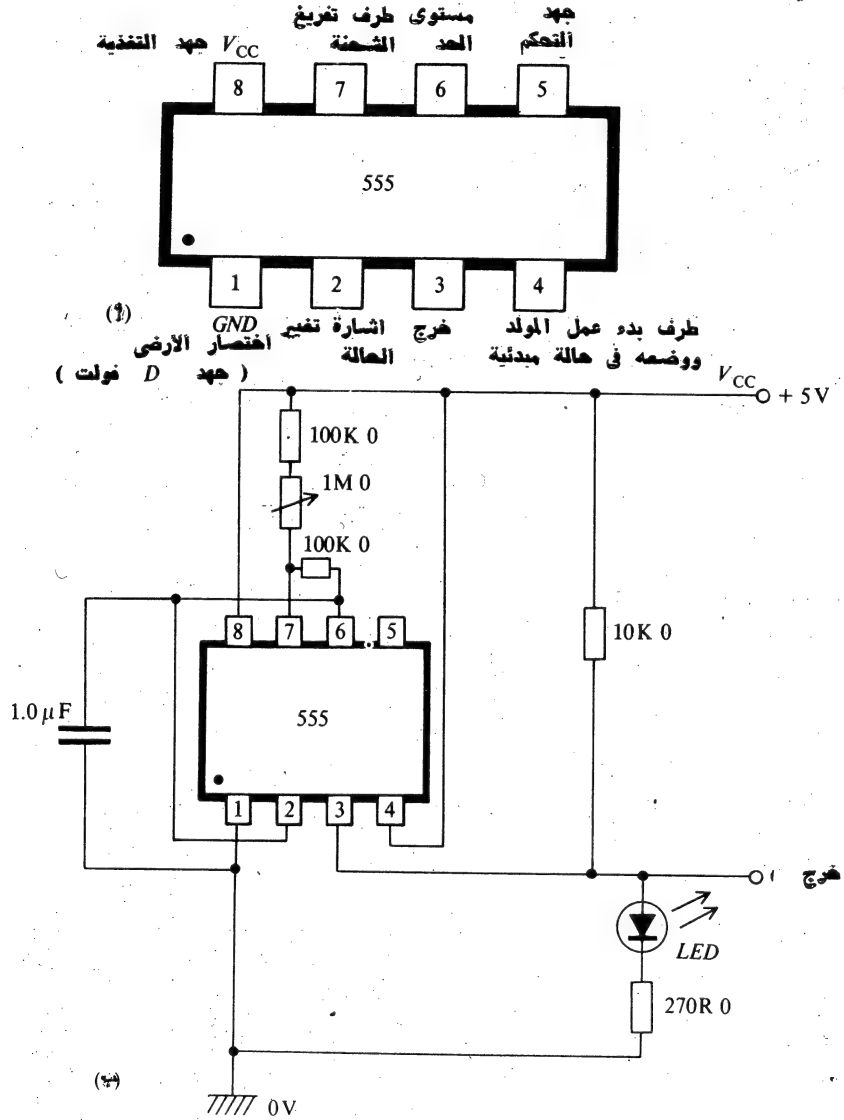 جهد التغذية V_CC
طرف تفريغ الشحنة
مستوى الحد
جهد التحكم
8 7 6 5
555
1 2 3 4
(أ)
GND
اختصار الأرضى
( جهد D فولت )
اشارة تغيير الحالة
خرج
طرف بدء عمل المولد
ووضعه فى حالة مبدئية
V_CC
+ 5V
100K 0
1M 0
100K 0
8 7 6 5
10K 0
1.0 μF
555
1 2 3 4
خرج
LED
270R 0
(ب)
0V